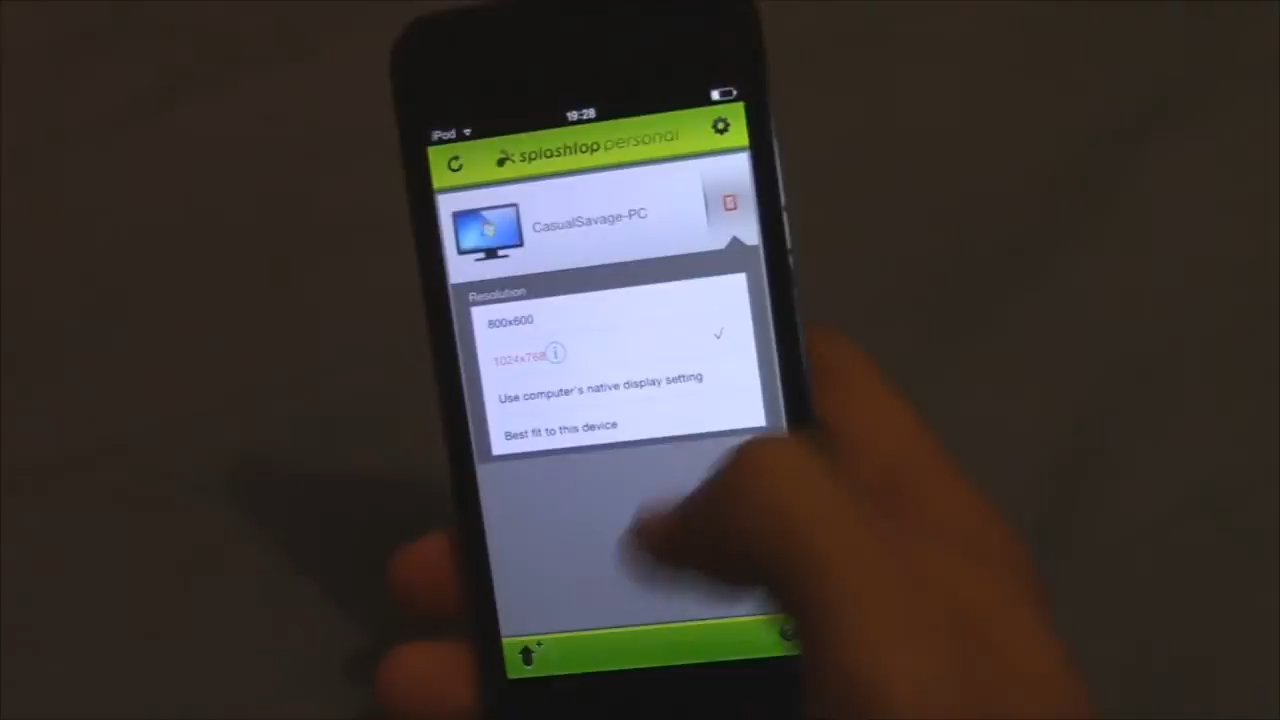 iPod 19:28
splashtop personal
CasualSavage-PC
Resolution
800x600
1024x768 i
Use computer's native display setting
Best fit to this device